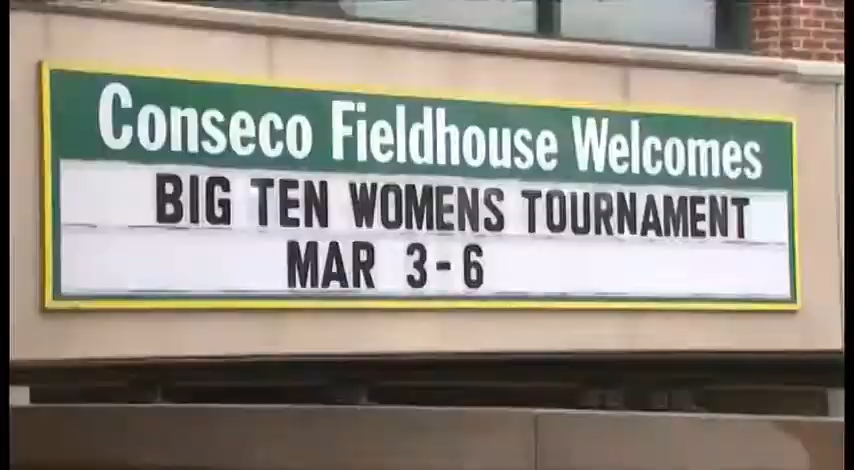 Conseco Fieldhouse Welcomes
BIG TEN WOMENS TOURNAMENT
MAR 3-6